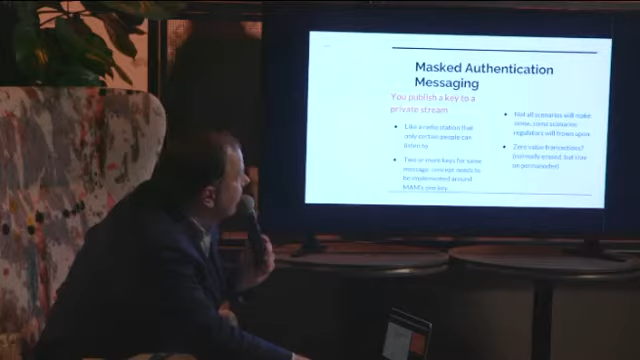 Masked Authentication
Messaging
You publish a key to a
private stream
Like a radio station that
only certain people can
listen to
Two or more keys for same
message concept needs to
be implemented around
MAM's pre key
Not all scenarios will make
sense, some scenarios
regulators will frown upon
Zero value transactions?
(normally erased, but stay
on permanodes)